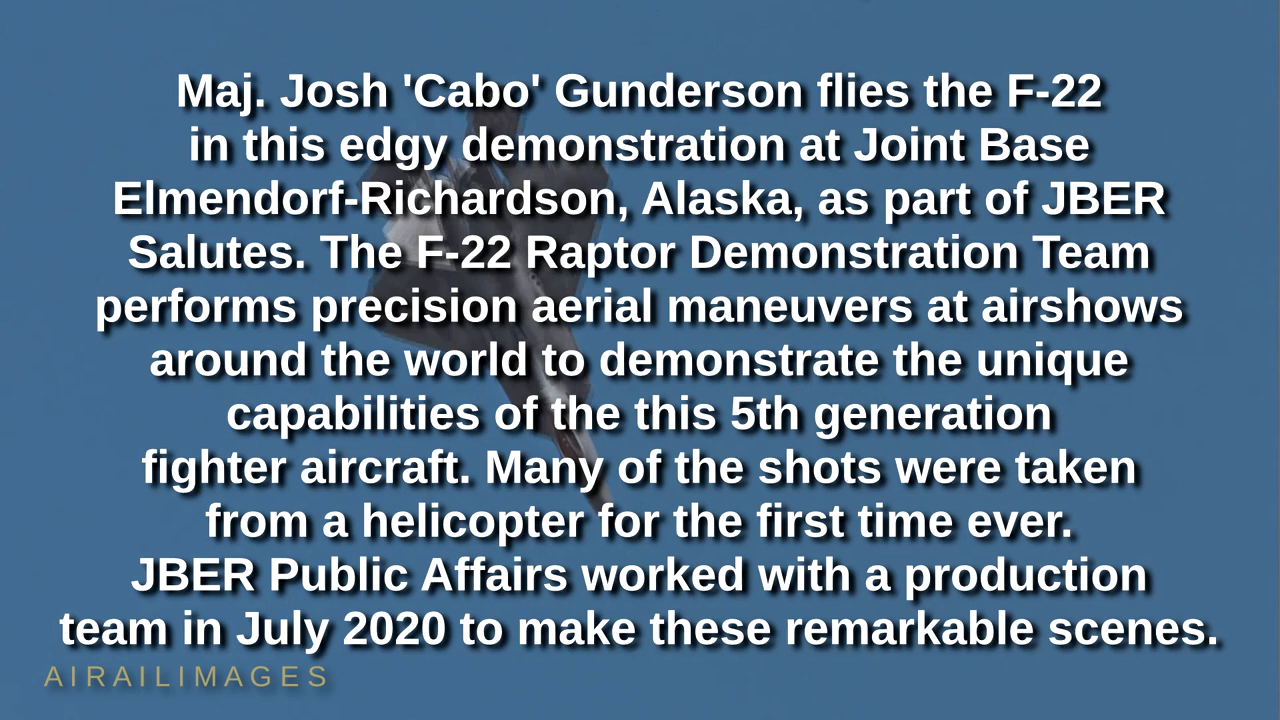 Maj. Josh 'Cabo' Gunderson flies the F-22
in this edgy demonstration at Joint Base
Elmendorf-Richardson, Alaska, as part of JBER
Salutes. The F-22 Raptor Demonstration Team
performs precision aerial maneuvers at airshows
around the world to demonstrate the unique
capabilities of the this 5th generation
fighter aircraft. Many of the shots were taken
from a helicopter for the first time ever.
JBER Public Affairs worked with a production
team in July 2020 to make these remarkable scenes.
AIRAILIMAGES